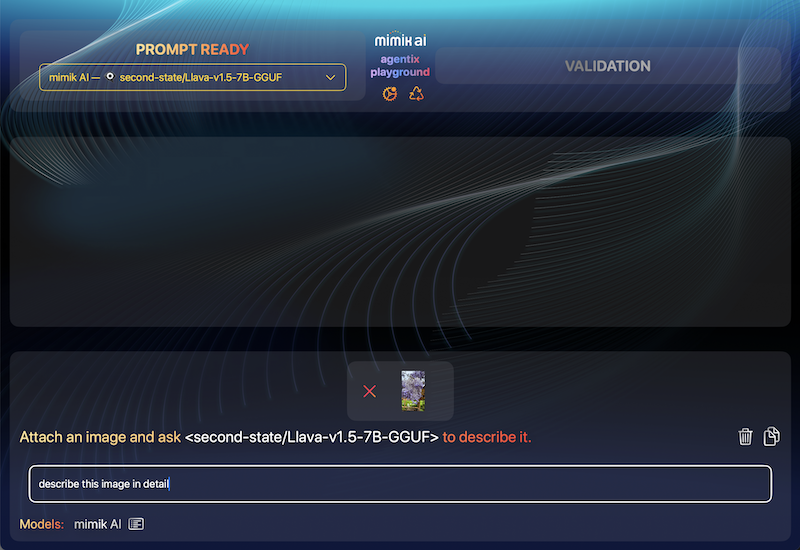 PROMPT READY
mimik AI — second-state/Llava-v1.5-7B-GGUF
mimik ai
agentix
playground
VALIDATION
Attach an image and ask <second-state/Llava-v1.5-7B-GGUF> to describe it.
describe this image in detail
Models: mimik AI